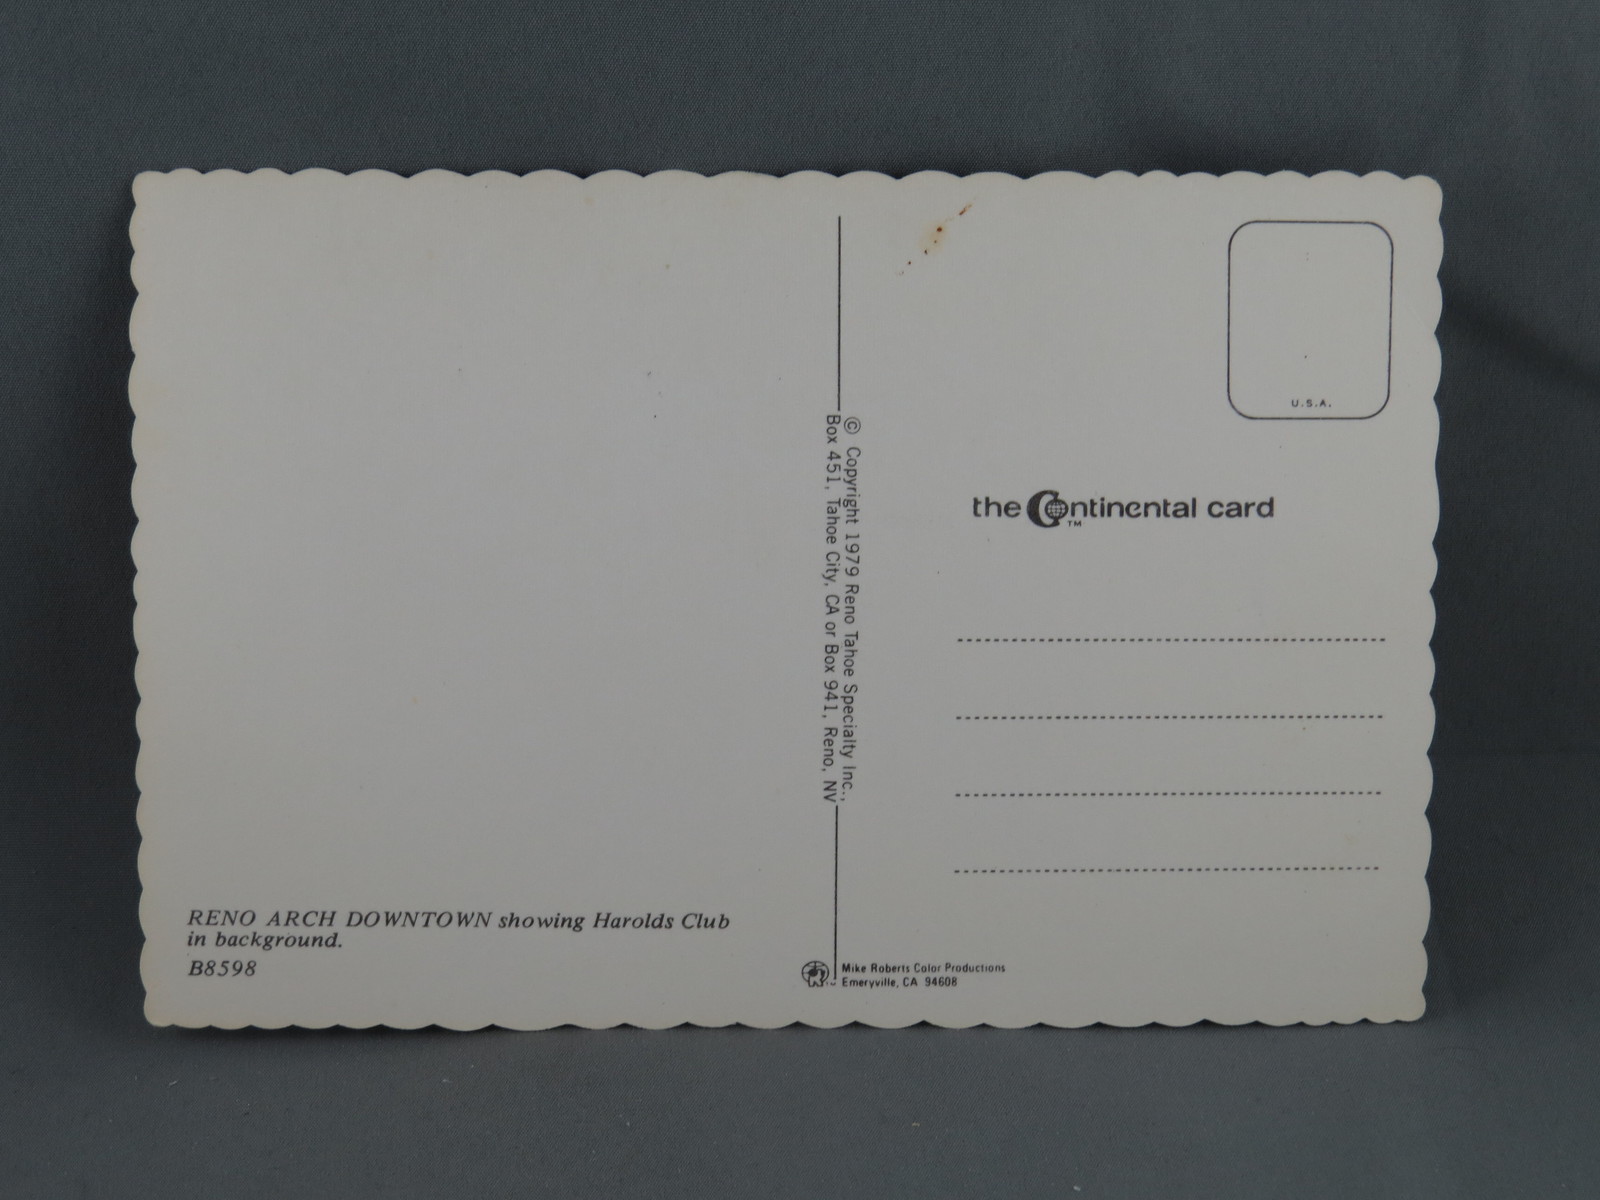 U.S.A.
the Continental card
TM
© Copyright 1979 Reno Tahoe Specialty Inc.,
Box 451, Tahoe City, CA or Box 941, Reno, NV
RENO ARCH DOWNTOWN showing Harolds Club
in background.
B8598
Mike Roberts Color Productions
Emeryville, CA 94608